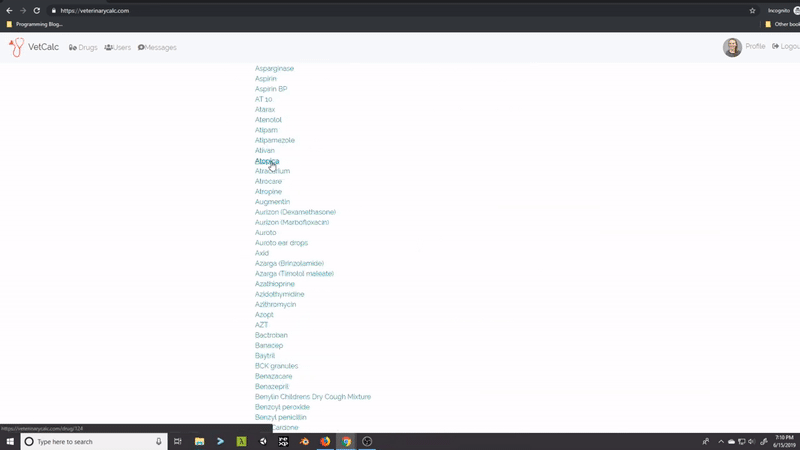 https://veterinarycalc.com
Incognito
Programming Blog...
Other book
VetCalc
Drugs
Users
Messages
Profile
Logou
Asparginase
Aspirin
Aspirin BP
AT 10
Atarax
Atenolol
Atipam
Atipamezole
Ativan
Atopica
Atracurium
Atrocare
Atropine
Augmentin
Aurizon (Dexamethasone)
Aurizon (Marbofloxacin)
Auroto
Auroto ear drops
Axid
Azarga (Brinzolamide)
Azarga (Timolol maleate)
Azathioprine
Azidothymidine
Azithromycin
Azopt
AZT
Bactroban
Banacep
Baytril
BCK granules
Benazacare
Benazepril
Benylin Childrens Dry Cough Mixture
Benzoyl peroxide
Benzyl penicillin
Cardone
https://veterinarycalc.com/drug/124
Type here to search
7:10 PM
6/15/2019